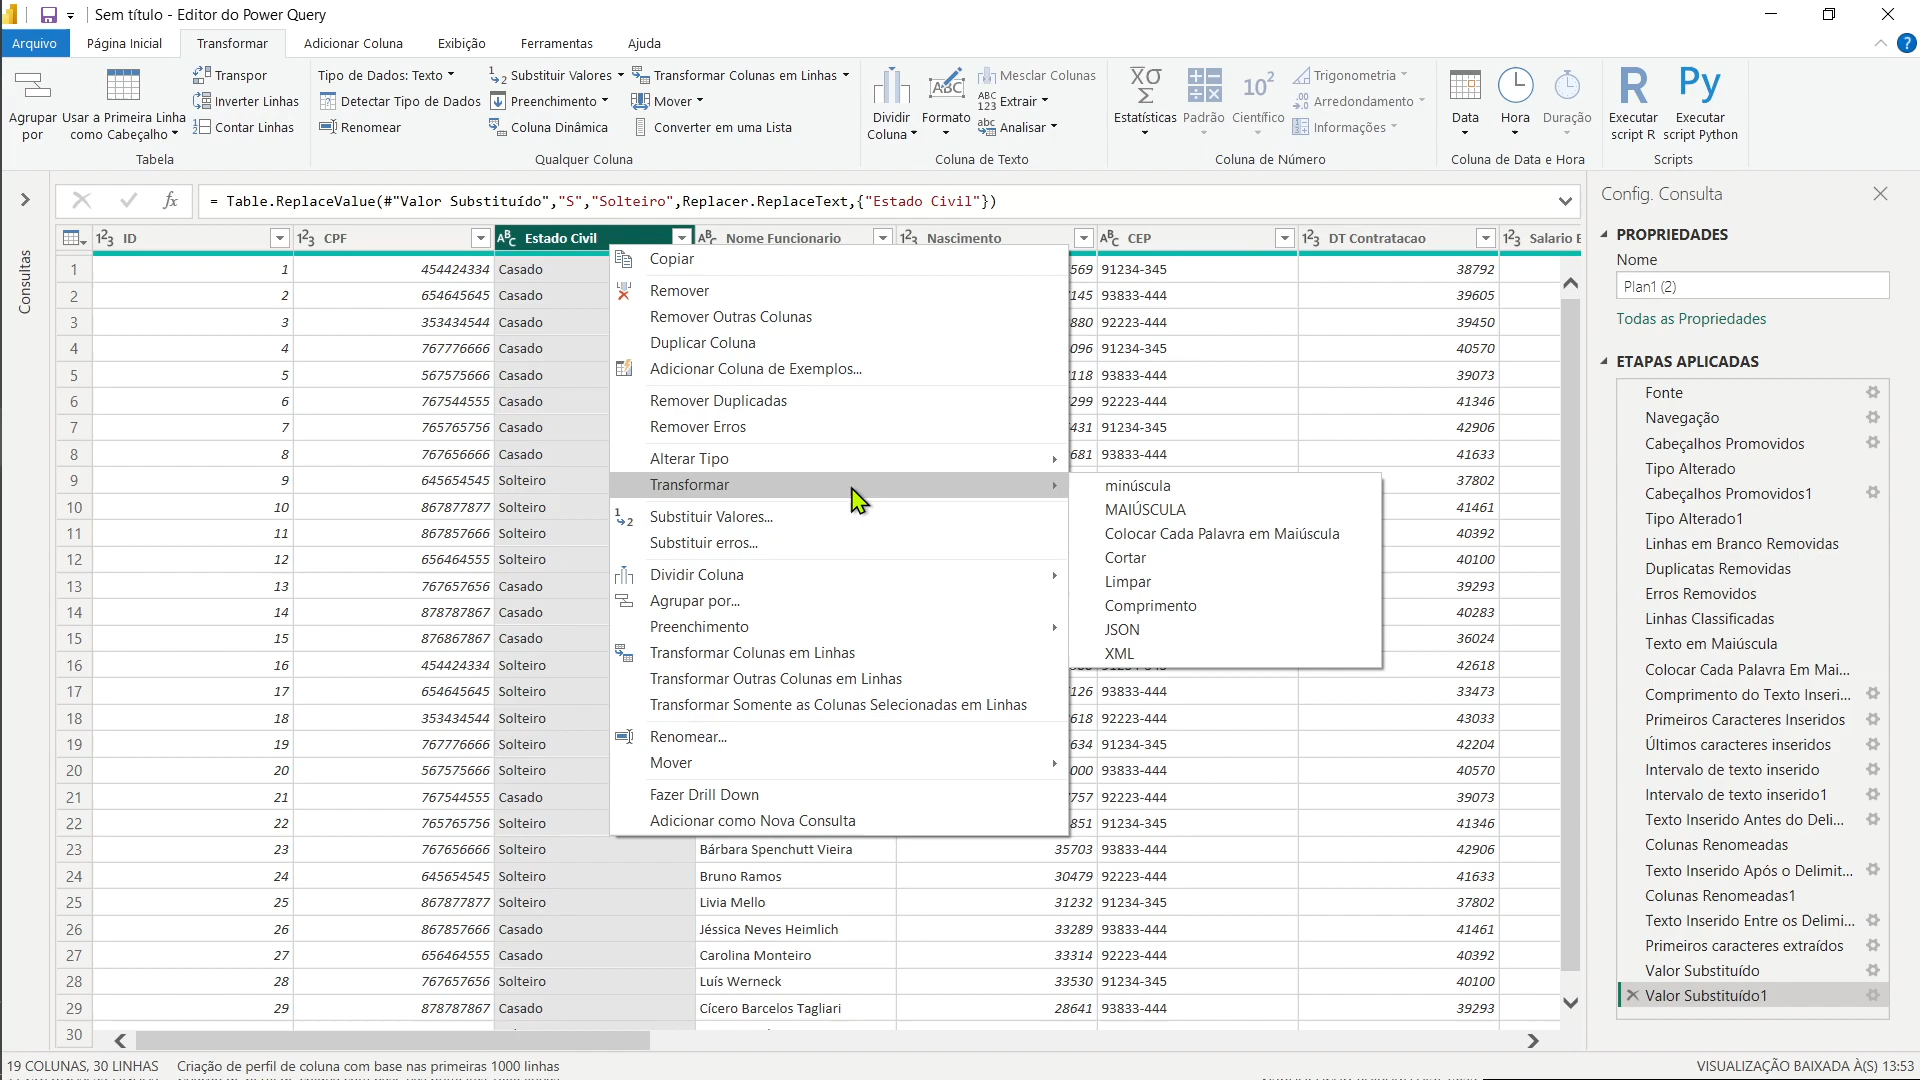 Sem título - Editor do Power Query
Arquivo Página Inicial Transformar Adicionar Coluna Exibição Ferramentas Ajuda
Agrupar por
Usar a Primeira Linha como Cabeçalho
Transpor
Inverter Linhas
Contar Linhas
Tabela
Tipo de Dados: Texto
Detectar Tipo de Dados
Renomear
Substituir Valores
Preenchimento
Coluna Dinâmica
Transformar Colunas em Linhas
Mover
Converter em uma Lista
Qualquer Coluna
Dividir Coluna
Formato
Mesclar Colunas
Extrair
Analisar
Coluna de Texto
Estatísticas
Padrão
Científico
Trigonometria
Arredondamento
Informações
Coluna de Número
Data
Hora
Duração
Coluna de Data e Hora
Executar script R
Executar script Python
Scripts
= Table.ReplaceValue(#"Valor Substituído","S","Solteiro",Replacer.ReplaceText,{"Estado Civil"})
Consultas
ID CPF Estado Civil Nome Funcionario Nascimento CEP DT Contratacao
1 1 454424334 Casado 569 91234-345 38792
2 2 654645645 Casado 145 93833-444 39605
3 3 353434544 Casado 880 92223-444 39450
4 4 767776666 Casado 096 91234-345 40570
5 5 567575666 Casado 118 93833-444 39073
6 6 767544555 Casado 299 92223-444 41346
7 7 765765756 Casado 431 91234-345 42906
8 8 767656666 Casado 681 93833-444 41633
9 9 645654545 Solteiro 37802
10 10 867877877 Solteiro 41461
11 11 867857666 Solteiro 40392
12 12 656464555 Solteiro 40100
13 13 767657656 Casado 39293
14 14 878787867 Casado 40283
15 15 876867867 Casado 36024
16 16 454424334 Solteiro 42618
17 17 654645645 Solteiro 126 93833-444 33473
18 18 353434544 Solteiro 618 92223-444 43033
19 19 767776666 Solteiro 634 91234-345 42204
20 20 567575666 Solteiro 000 93833-444 40570
21 21 767544555 Casado 757 92223-444 39073
22 22 765765756 Solteiro 851 91234-345 41346
23 23 767656666 Solteiro Bárbara Spenchutt Vieira 35703 93833-444 42906
24 24 645654545 Solteiro Bruno Ramos 30479 92223-444 41633
25 25 867877877 Solteiro Livia Mello 31232 91234-345 37802
26 26 867857666 Casado Jéssica Neves Heimlich 33289 93833-444 41461
27 27 656464555 Casado Carolina Monteiro 33314 92223-444 40392
28 28 767657656 Solteiro Luís Werneck 33530 91234-345 40100
29 29 878787867 Casado Cícero Barcelos Tagliari 28641 93833-444 39293
30
Copiar
Remover
Remover Outras Colunas
Duplicar Coluna
Adicionar Coluna de Exemplos...
Remover Duplicadas
Remover Erros
Alterar Tipo
Transformar
Substituir Valores...
Substituir erros...
Dividir Coluna
Agrupar por...
Preenchimento
Transformar Colunas em Linhas
Transformar Outras Colunas em Linhas
Transformar Somente as Colunas Selecionadas em Linhas
Renomear...
Mover
Fazer Drill Down
Adicionar como Nova Consulta
minúscula
MAIÚSCULA
Colocar Cada Palavra em Maiúscula
Cortar
Limpar
Comprimento
JSON
XML
Config. Consulta
PROPRIEDADES
Nome
Plan1 (2)
Todas as Propriedades
ETAPAS APLICADAS
Fonte
Navegação
Cabeçalhos Promovidos
Tipo Alterado
Cabeçalhos Promovidos1
Tipo Alterado1
Linhas em Branco Removidas
Duplicatas Removidas
Erros Removidos
Linhas Classificadas
Texto em Maiúscula
Colocar Cada Palavra Em Mai...
Comprimento do Texto Inseri...
Primeiros Caracteres Inseridos
Últimos caracteres inseridos
Intervalo de texto inserido
Intervalo de texto inserido1
Texto Inserido Antes do Deli...
Colunas Renomeadas
Texto Inserido Após o Delimit...
Colunas Renomeadas1
Texto Inserido Entre os Delimi...
Primeiros caracteres extraídos
Valor Substituído
Valor Substituído1
19 COLUNAS, 30 LINHAS Criação de perfil de coluna com base nas primeiras 1000 linhas
VISUALIZAÇÃO BAIXADA À(S) 13:53